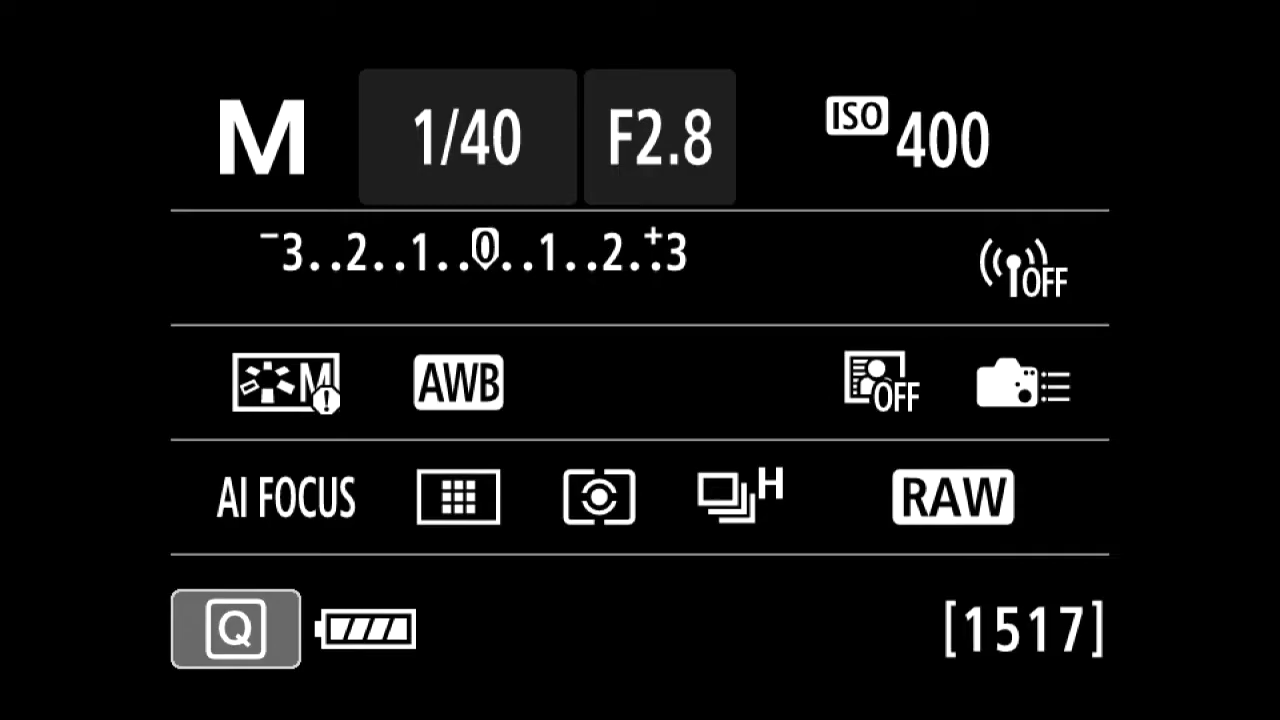 M 1/40 F2.8 ISO 400
-3..2..1..0..1..2..+3
OFF
M! AWB OFF
AI FOCUS H RAW
Q [1517]